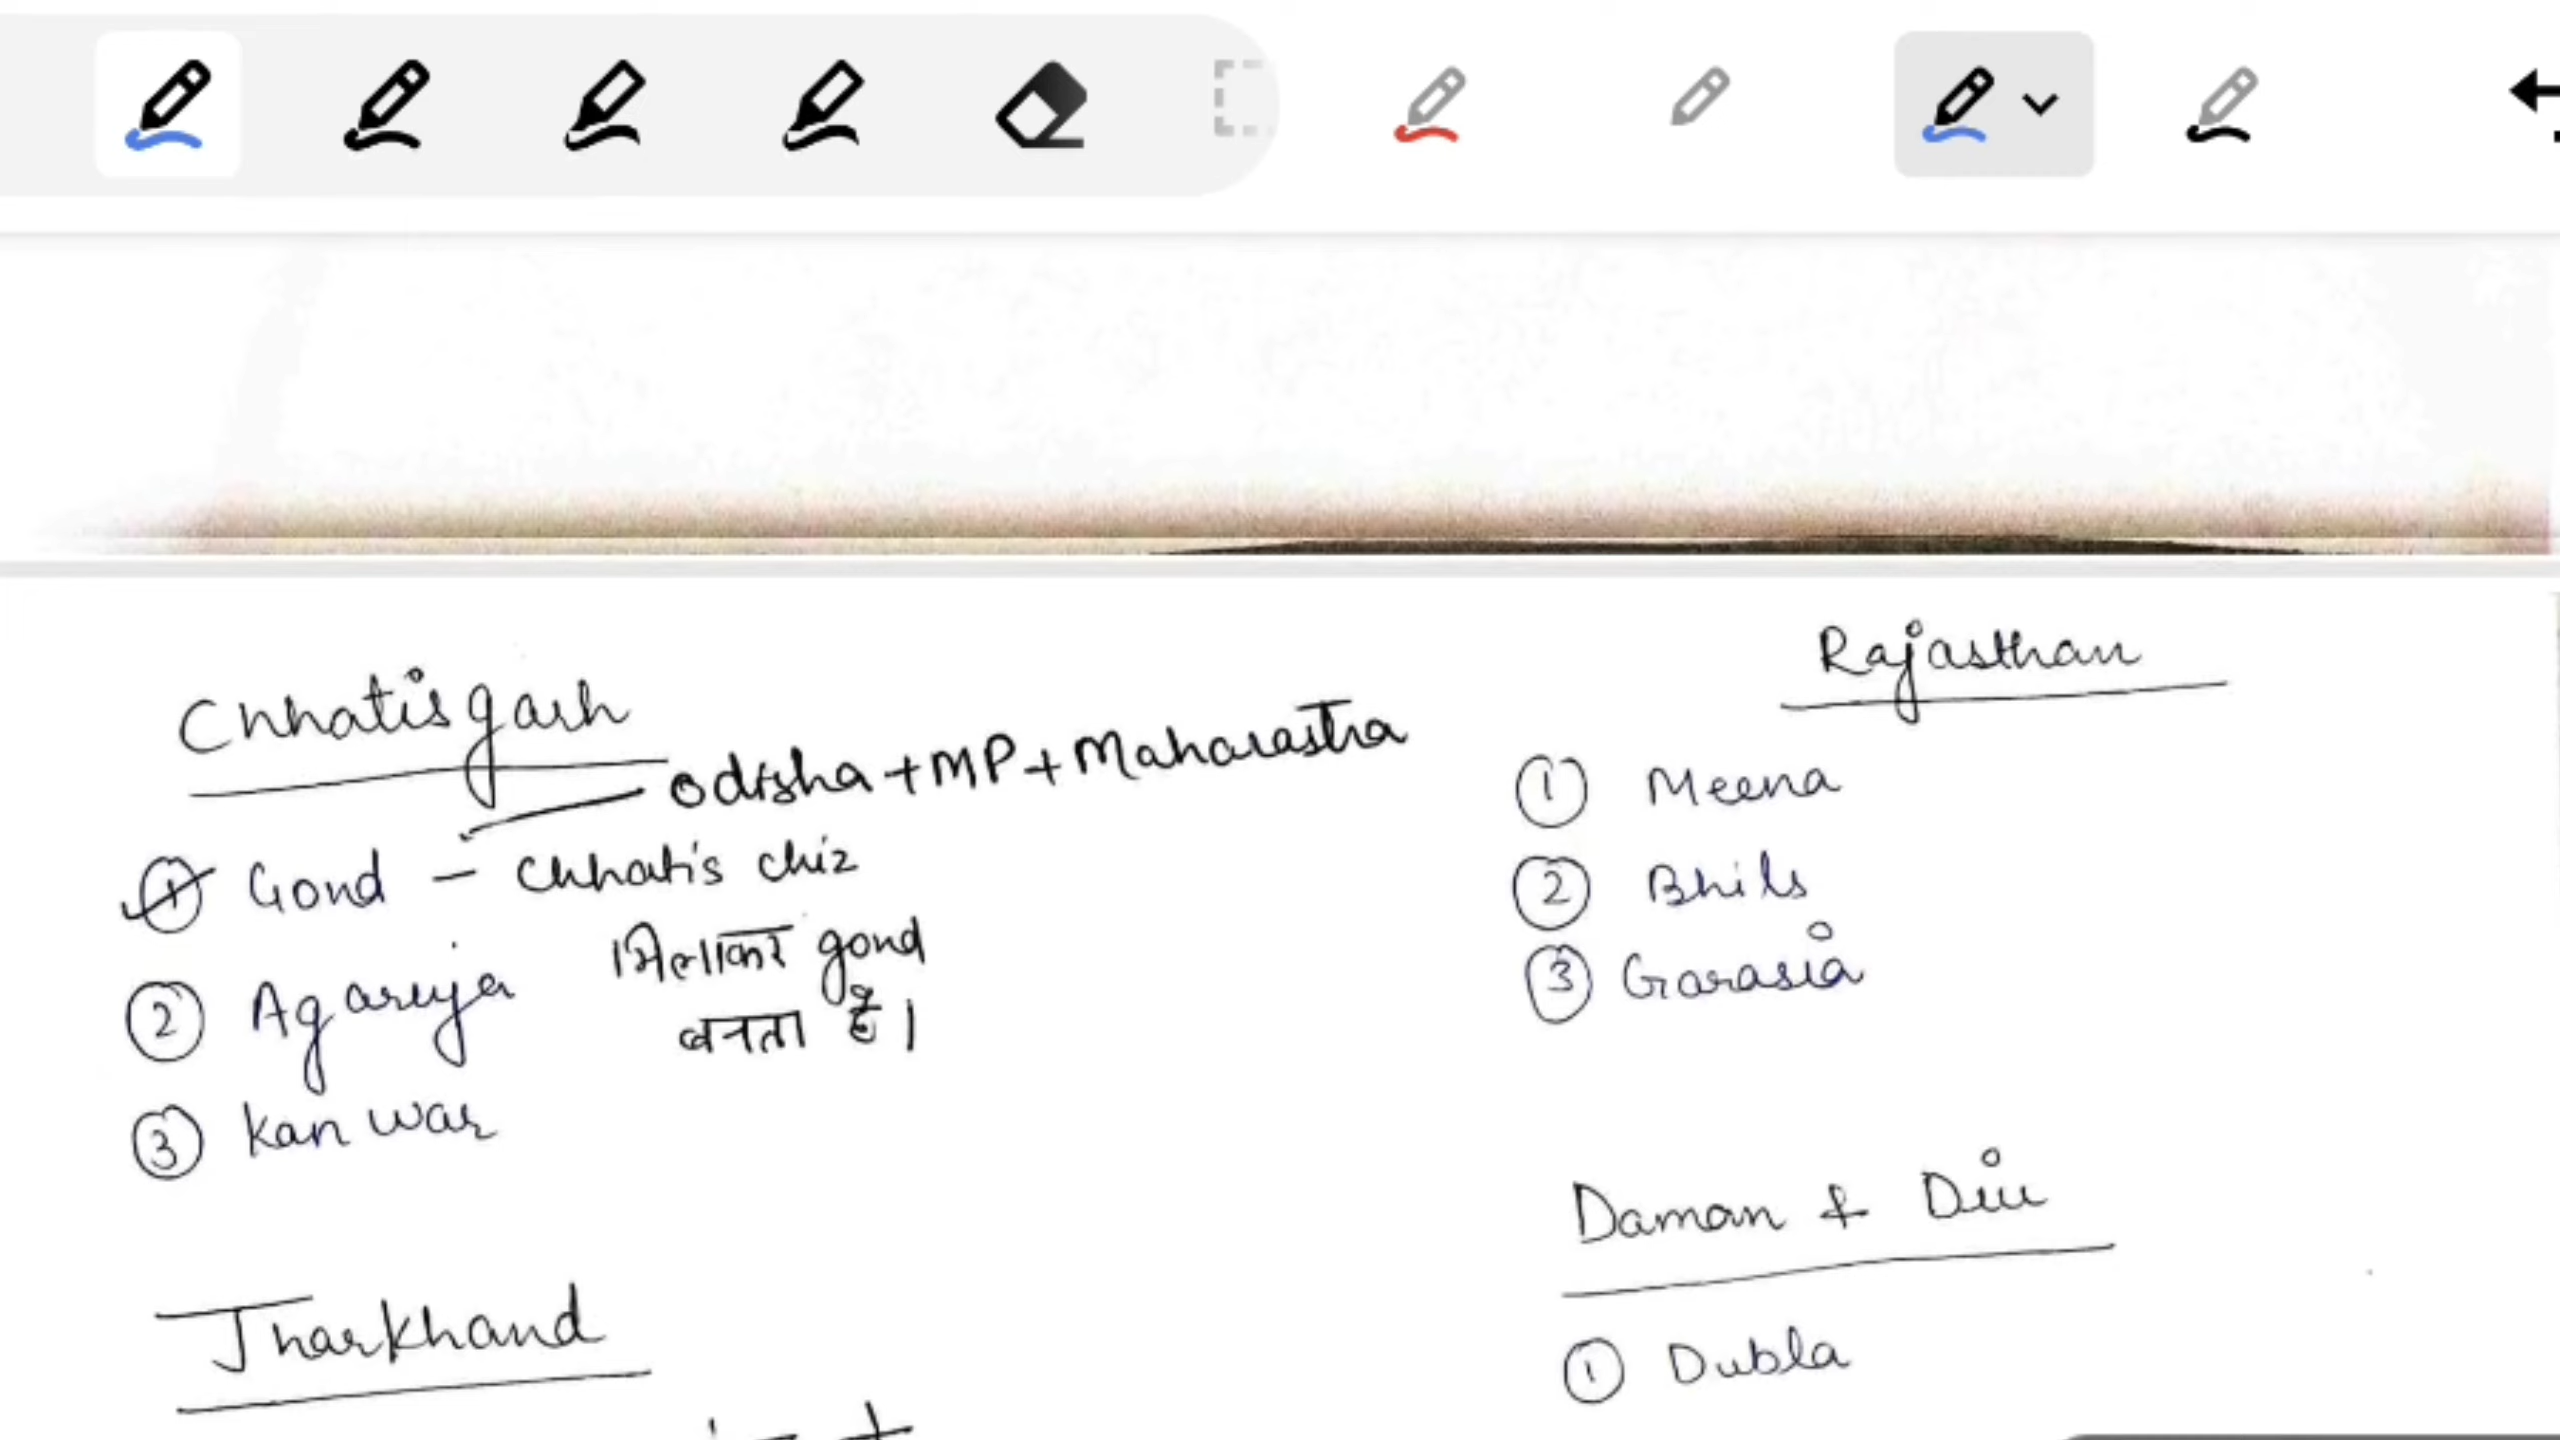 Chhatisgarh
odisha + MP + Maharastra
① Gond - Chhatis chiz
मिलाकर gond
बनता है।
② Agariya
③ Kanwar
Jharkhand
Rajasthan
① Meena
② Bhils
③ Garasia
Daman & Diu
① Dubla